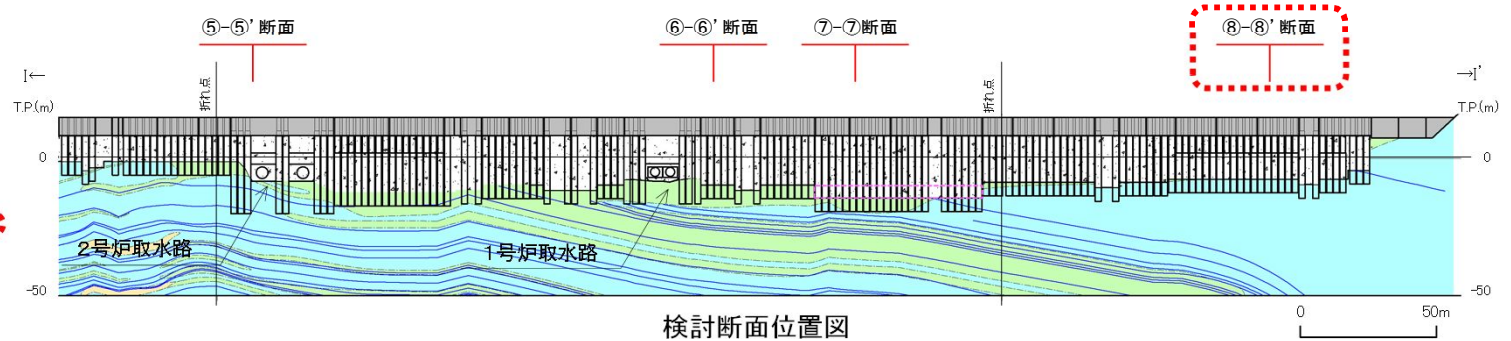 ⑤-⑤’断面
⑥-⑥’断面
⑦-⑦断面
⑧-⑧’断面
I←
→I’
T.P.(m)
折れ点
折れ点
T.P.(m)
0
0
2号炉取水路
1号炉取水路
-50
-50
検討断面位置図
0
50m